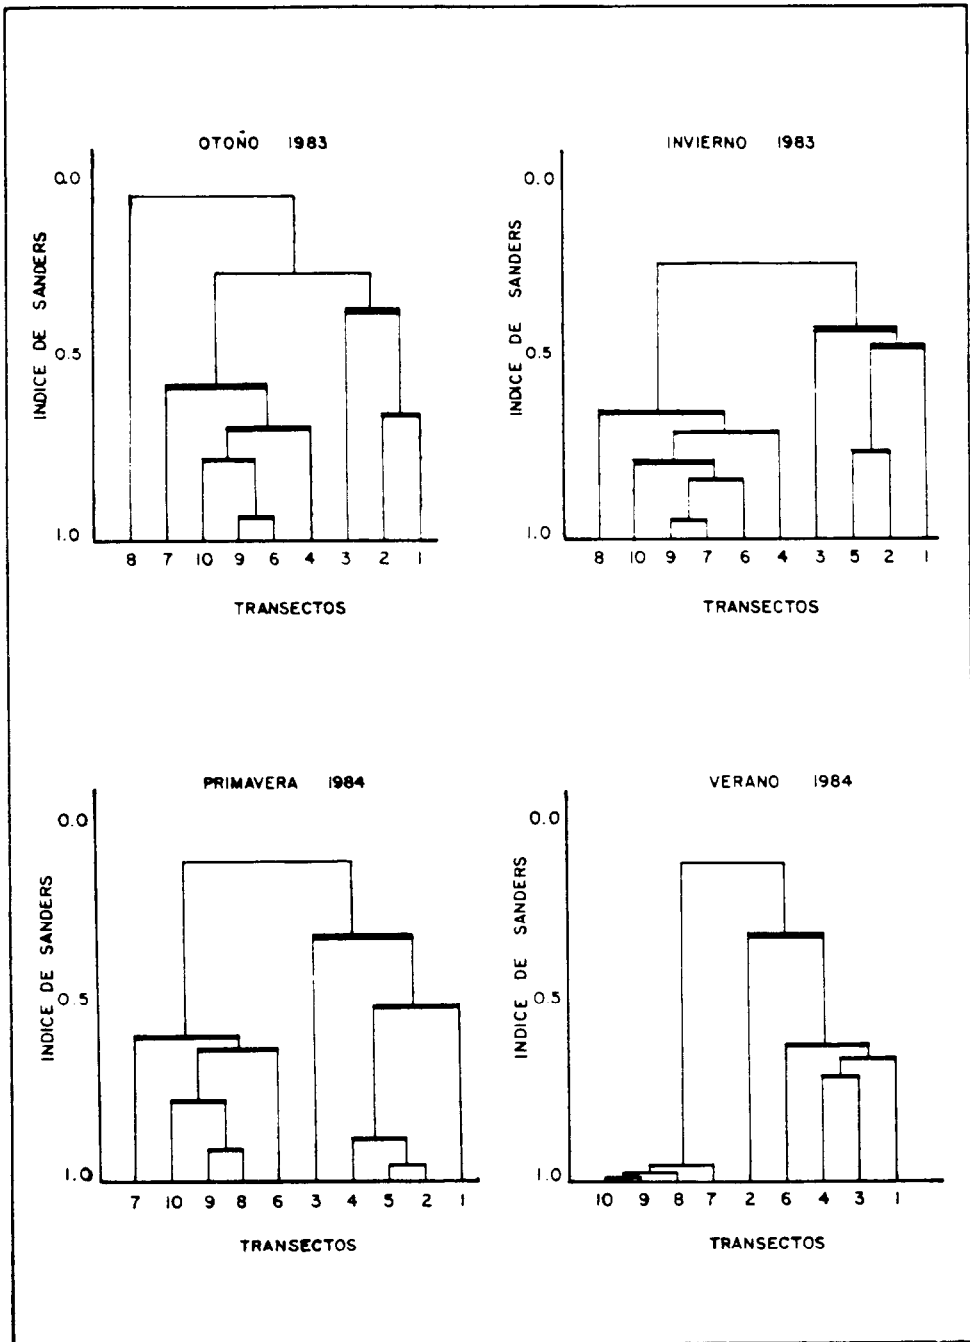 OTOÑO 1983
INDICE DE SANDERS
0.0
0.5
1.0
8 7 10 9 6 4 3 2 1
TRANSECTOS
INVIERNO 1983
INDICE DE SANDERS
0.0
0.5
1.0
8 10 9 7 6 4 3 5 2 1
TRANSECTOS
PRIMAVERA 1984
INDICE DE SANDERS
0.0
0.5
1.0
7 10 9 8 6 3 4 5 2 1
TRANSECTOS
VERANO 1984
INDICE DE SANDERS
0.0
0.5
1.0
10 9 8 7 2 6 4 3 1
TRANSECTOS